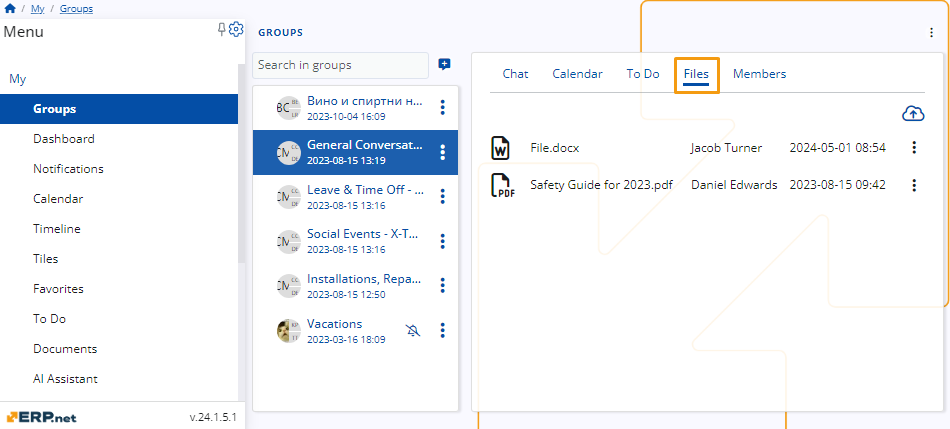 / My / Groups
Menu
My
Groups
Dashboard
Notifications
Calendar
Timeline
Tiles
Favorites
To Do
Documents
AI Assistant
ERP.net
v.24.1.5.1
GROUPS
Search in groups
Вино и спиртни н...
2023-10-04 16:09
General Conversat...
2023-08-15 13:19
Leave & Time Off - ...
2023-08-15 13:16
Social Events - X-T...
2023-08-15 13:16
Installations, Repa...
2023-08-15 12:50
Vacations
2023-03-16 18:09
Chat Calendar To Do Files Members
File.docx Jacob Turner 2024-05-01 08:54
PDF Safety Guide for 2023.pdf Daniel Edwards 2023-08-15 09:42